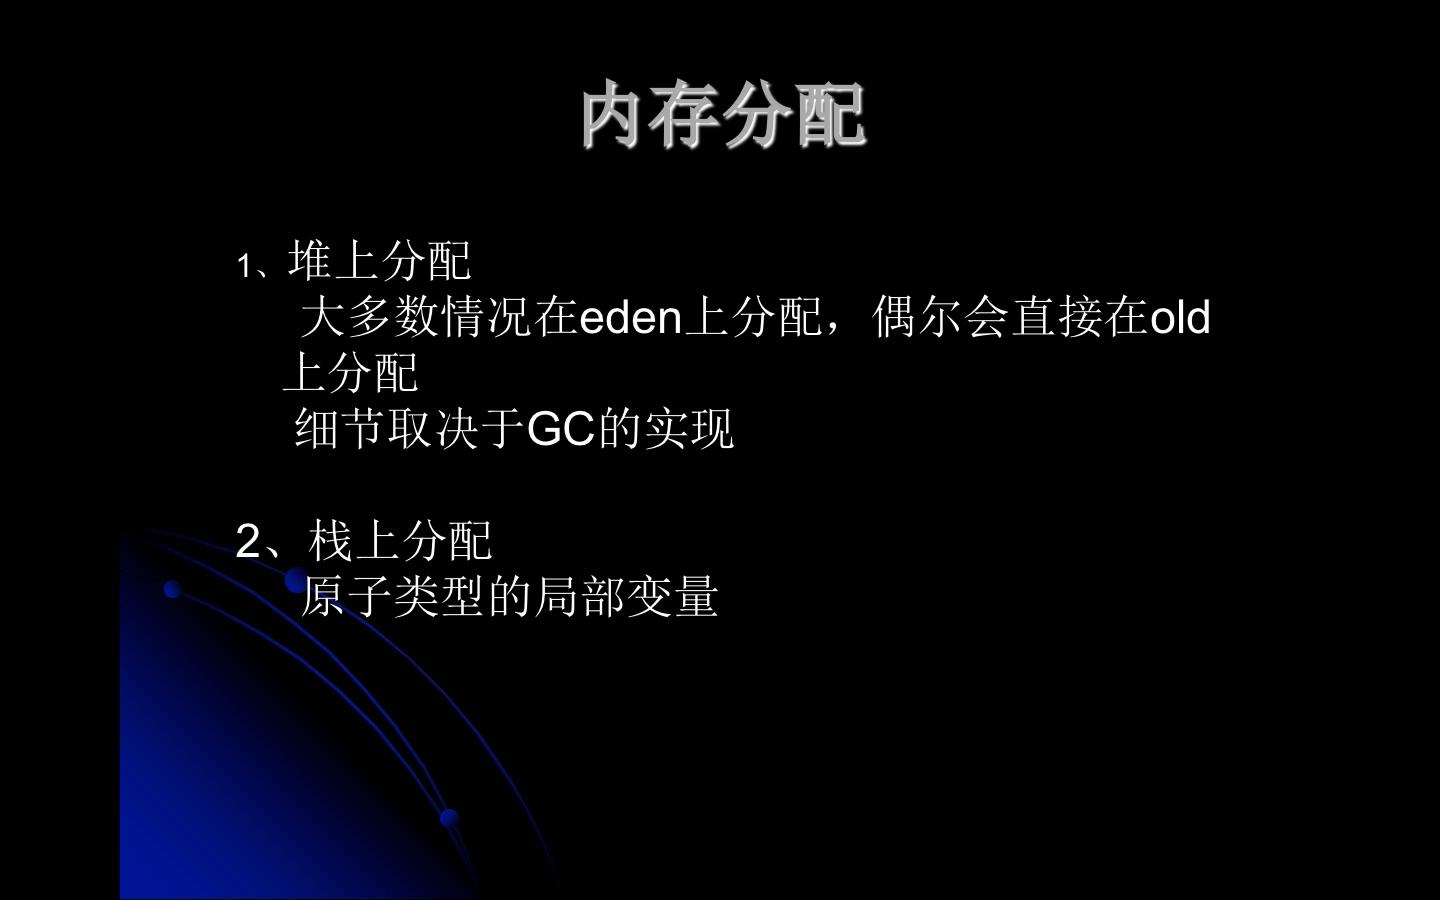 内存分配
1、堆上分配
大多数情况在eden上分配，偶尔会直接在old
上分配
细节取决于GC的实现
2、栈上分配
原子类型的局部变量